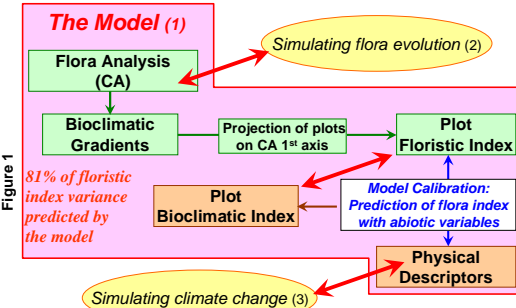 The Model (1)
Simulating flora evolution (2)
Flora Analysis
(CA)
Bioclimatic
Gradients
Projection of plots
on CA 1st axis
Plot
Floristic Index
Figure 1
81% of floristic
index variance
predicted by
the model
Plot
Bioclimatic Index
Model Calibration:
Prediction of flora index
with abiotic variables
Physical
Descriptors
Simulating climate change (3)